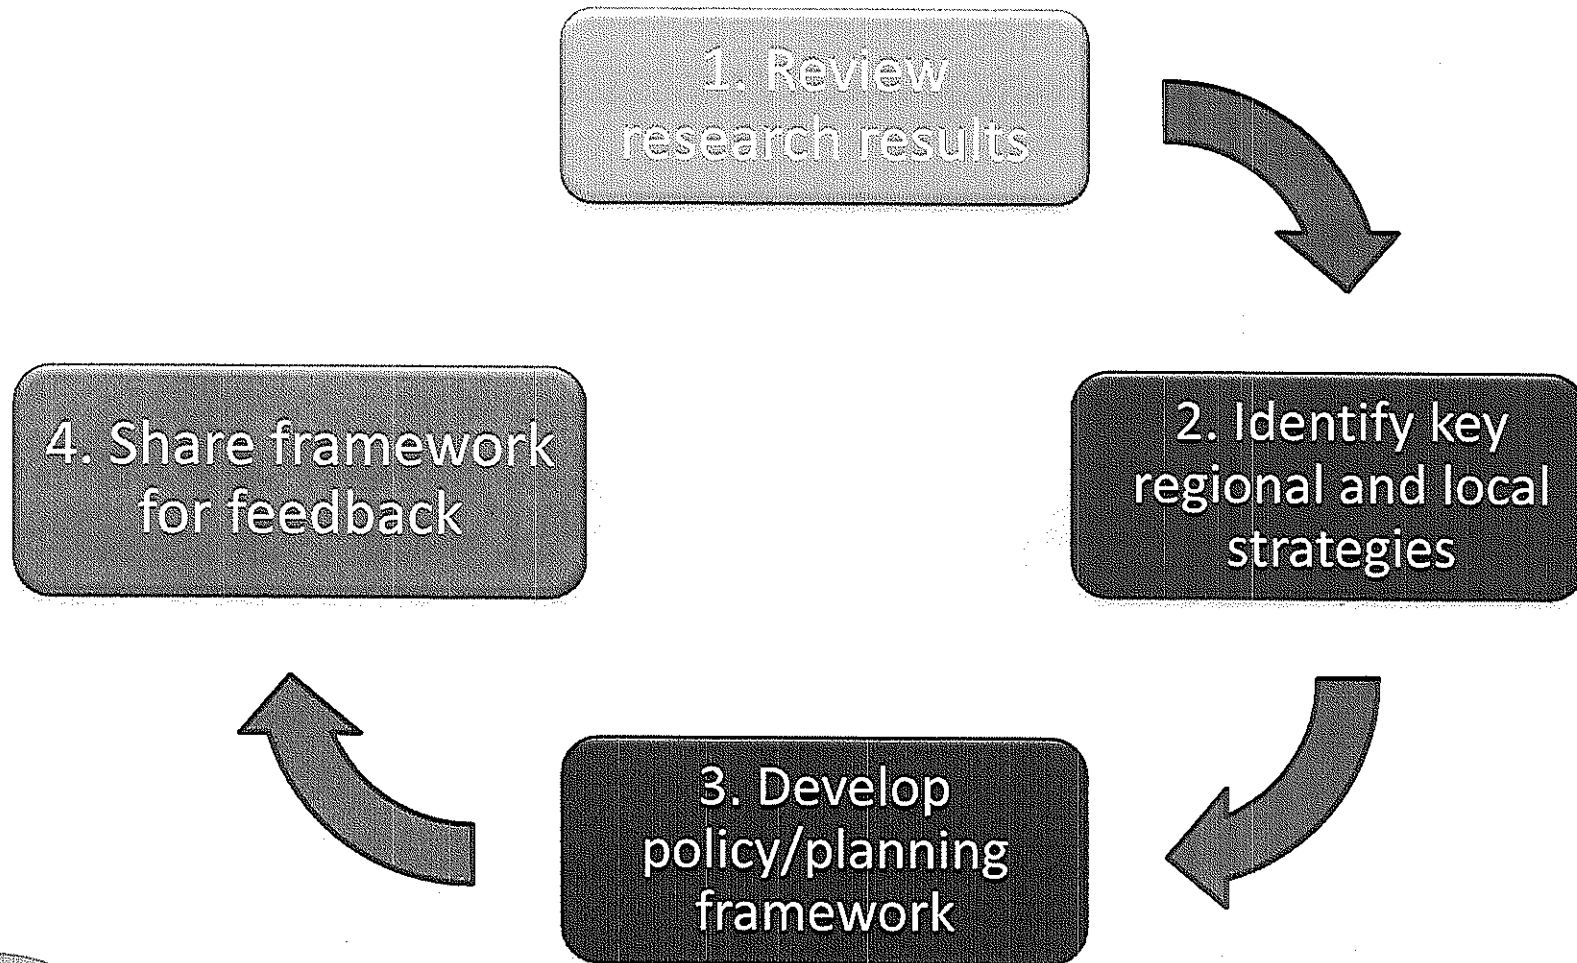 1. Review
research results
2. Identify key
regional and local
strategies
3. Develop
policy/planning
framework
4. Share framework
for feedback